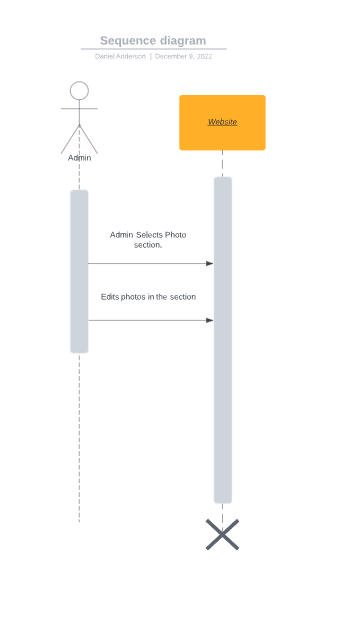 Sequence diagram
Daniel Anderson | December 9, 2022
Website
Admin
Admin Selects Photo
section.
Edits photos in the section